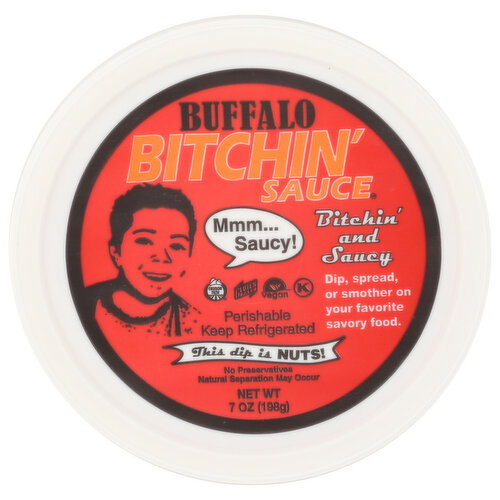 BUFFALO
BITCHIN'
SAUCE®
Mmm...
Saucy!
Bitchin'
and
Saucy
Dip, spread,
or smother on
your favorite
savory food.
vegan
K
Perishable
Keep Refrigerated
This dip is NUTS!
No Preservatives
Natural Separation May Occur
NET WT
7 OZ (198g)